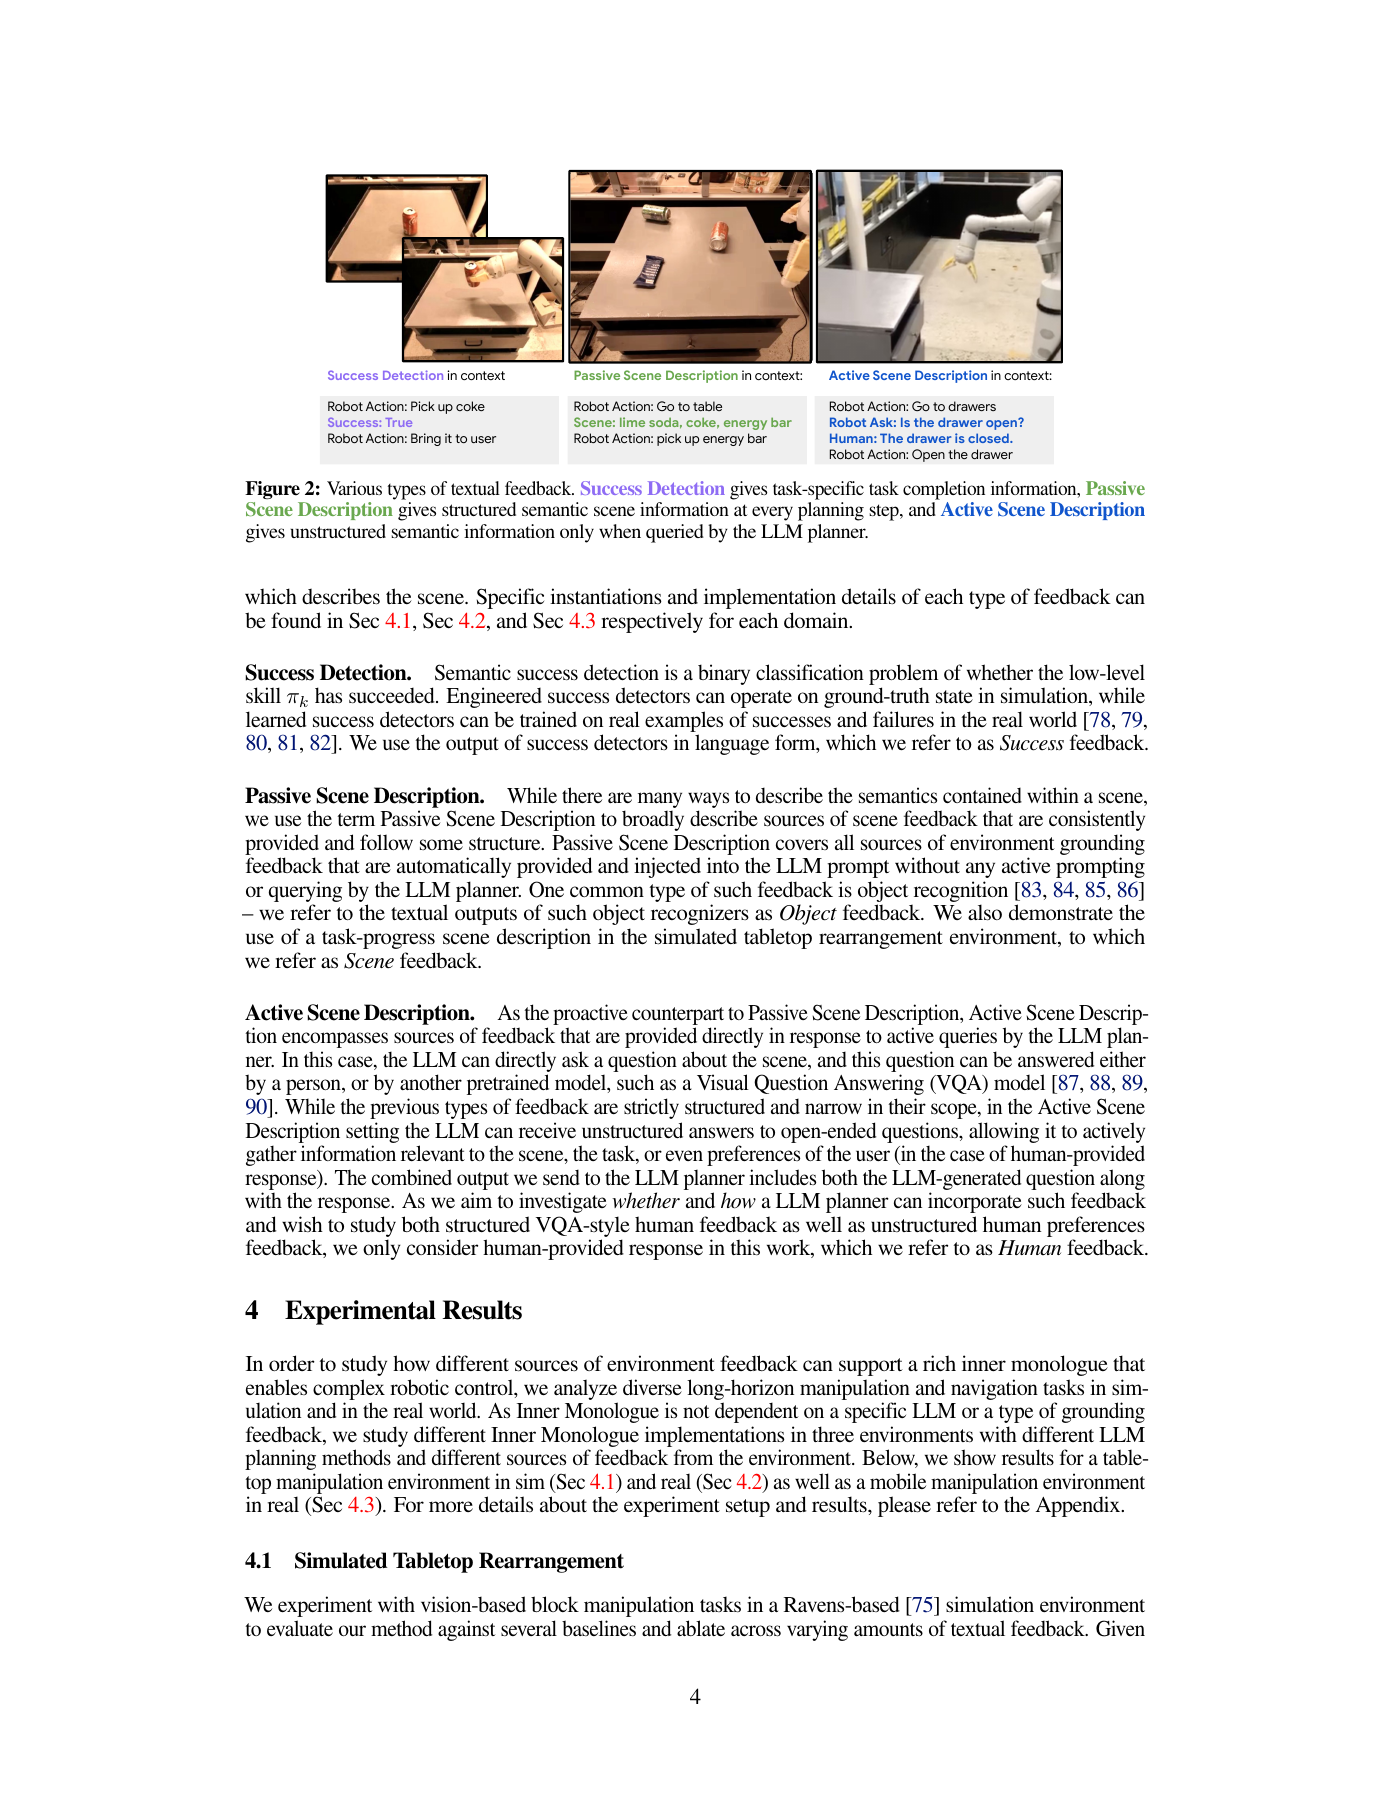 Success Detection in context
Robot Action: Pick up coke
Success: True
Robot Action: Bring it to user
Passive Scene Description in context:
Robot Action: Go to table
Scene: lime soda, coke, energy bar
Robot Action: pick up energy bar
Active Scene Description in context:
Robot Action: Go to drawers
Robot Ask: Is the drawer open?
Human: The drawer is closed.
Robot Action: Open the drawer
Figure 2: Various types of textual feedback. Success Detection gives task-specific task completion information, Passive
Scene Description gives structured semantic scene information at every planning step, and Active Scene Description
gives unstructured semantic information only when queried by the LLM planner.
which describes the scene. Specific instantiations and implementation details of each type of feedback can
be found in Sec 4.1, Sec 4.2, and Sec 4.3 respectively for each domain.
Success Detection. Semantic success detection is a binary classification problem of whether the low-level
skill πk has succeeded. Engineered success detectors can operate on ground-truth state in simulation, while
learned success detectors can be trained on real examples of successes and failures in the real world [78, 79,
80, 81, 82]. We use the output of success detectors in language form, which we refer to as Success feedback.
Passive Scene Description. While there are many ways to describe the semantics contained within a scene,
we use the term Passive Scene Description to broadly describe sources of scene feedback that are consistently
provided and follow some structure. Passive Scene Description covers all sources of environment grounding
feedback that are automatically provided and injected into the LLM prompt without any active prompting
or querying by the LLM planner. One common type of such feedback is object recognition [83, 84, 85, 86]
– we refer to the textual outputs of such object recognizers as Object feedback. We also demonstrate the
use of a task-progress scene description in the simulated tabletop rearrangement environment, to which
we refer as Scene feedback.
Active Scene Description. As the proactive counterpart to Passive Scene Description, Active Scene Descrip-
tion encompasses sources of feedback that are provided directly in response to active queries by the LLM plan-
ner. In this case, the LLM can directly ask a question about the scene, and this question can be answered either
by a person, or by another pretrained model, such as a Visual Question Answering (VQA) model [87, 88, 89,
90]. While the previous types of feedback are strictly structured and narrow in their scope, in the Active Scene
Description setting the LLM can receive unstructured answers to open-ended questions, allowing it to actively
gather information relevant to the scene, the task, or even preferences of the user (in the case of human-provided
response). The combined output we send to the LLM planner includes both the LLM-generated question along
with the response. As we aim to investigate whether and how a LLM planner can incorporate such feedback
and wish to study both structured VQA-style human feedback as well as unstructured human preferences
feedback, we only consider human-provided response in this work, which we refer to as Human feedback.
4 Experimental Results
In order to study how different sources of environment feedback can support a rich inner monologue that
enables complex robotic control, we analyze diverse long-horizon manipulation and navigation tasks in sim-
ulation and in the real world. As Inner Monologue is not dependent on a specific LLM or a type of grounding
feedback, we study different Inner Monologue implementations in three environments with different LLM
planning methods and different sources of feedback from the environment. Below, we show results for a table-
top manipulation environment in sim (Sec 4.1) and real (Sec 4.2) as well as a mobile manipulation environment
in real (Sec 4.3). For more details about the experiment setup and results, please refer to the Appendix.
4.1 Simulated Tabletop Rearrangement
We experiment with vision-based block manipulation tasks in a Ravens-based [75] simulation environment
to evaluate our method against several baselines and ablate across varying amounts of textual feedback. Given
4